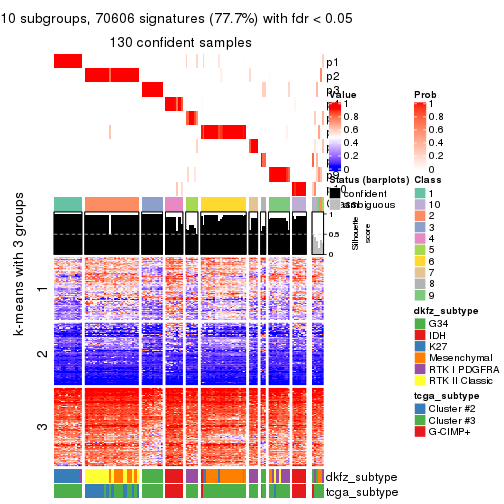 10 subgroups, 70606 signatures (77.7%) with fdr < 0.05
130 confident samples
p1
p2
p3
Value
1
0.8
0.6
0.4
0.2
0
Prob
1
0.8
0.6
0.4
0.2
0
Status (barplots)
confident
ambiguous
Class
1
10
2
3
4
5
6
7
8
9
1
0.5
0
Silhouette
score
k-means with 3 groups
1
2
3
dkfz_subtype
G34
IDH
K27
Mesenchymal
RTK I PDGFRA
RTK II Classic
tcga_subtype
Cluster #2
Cluster #3
G-CIMP+
dkfz_subtype
tcga_subtype